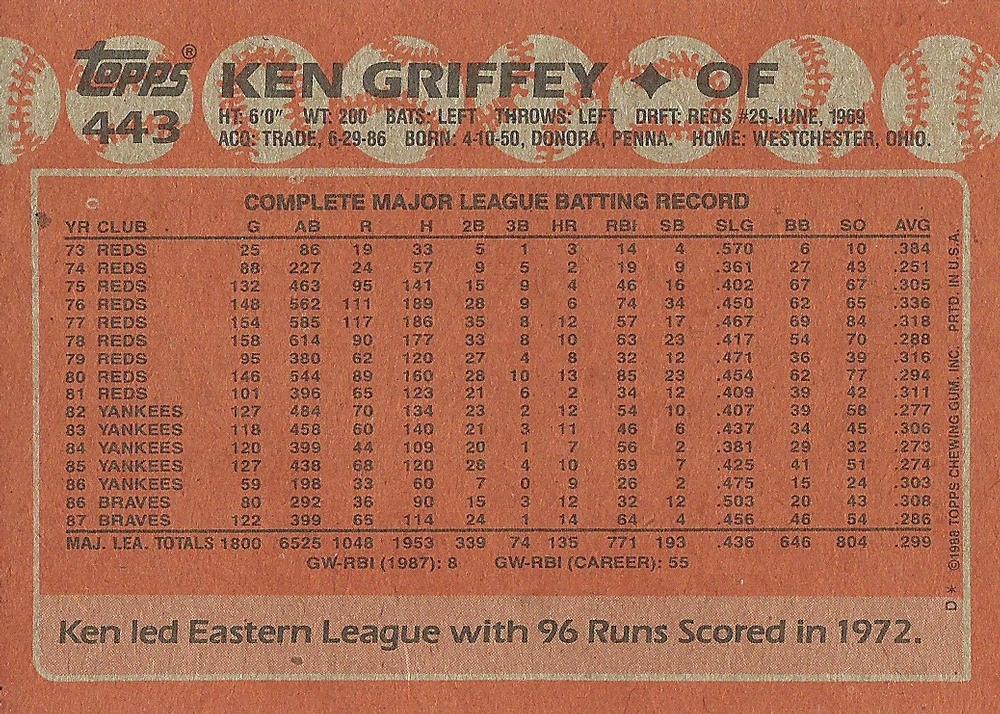 TOPPS®
443
KEN GRIFFEY ✦ OF
HT: 6'0" WT: 200 BATS: LEFT THROWS: LEFT DRFT: REDS #29-JUNE, 1969
ACQ: TRADE, 6-29-86 BORN: 4-10-50, DONORA, PENNA. HOME: WESTCHESTER, OHIO.
COMPLETE MAJOR LEAGUE BATTING RECORD
YR CLUB G AB R H 2B 3B HR RBI SB SLG BB SO AVG
73 REDS 25 86 19 33 5 1 3 14 4 .570 6 10 .384
74 REDS 88 227 24 57 9 5 2 19 9 .361 27 43 .251
75 REDS 132 463 95 141 15 9 4 46 16 .402 67 67 .305
76 REDS 148 562 111 189 28 9 6 74 34 .450 62 65 .336
77 REDS 154 585 117 186 35 8 12 57 17 .467 69 84 .318
78 REDS 158 614 90 177 33 8 10 63 23 .417 54 70 .288
79 REDS 95 380 62 120 27 4 8 32 12 .471 36 39 .316
80 REDS 146 544 89 160 28 10 13 85 23 .454 62 77 .294
81 REDS 101 396 65 123 21 6 2 34 12 .409 39 42 .311
82 YANKEES 127 484 70 134 23 2 12 54 10 .407 39 58 .277
83 YANKEES 118 458 60 140 21 3 11 46 6 .437 34 45 .306
84 YANKEES 120 399 44 109 20 1 7 56 2 .381 29 32 .273
85 YANKEES 127 438 68 120 28 4 10 69 7 .425 41 51 .274
86 YANKEES 59 198 33 60 7 0 9 26 2 .475 15 24 .303
86 BRAVES 80 292 36 90 15 3 12 32 12 .503 20 43 .308
87 BRAVES 122 399 65 114 24 1 14 64 4 .456 46 54 .286
MAJ. LEA. TOTALS 1800 6525 1048 1953 339 74 135 771 193 .436 646 804 .299
GW-RBI (1987): 8 GW-RBI (CAREER): 55
Ken led Eastern League with 96 Runs Scored in 1972.
D * ©1988 TOPPS CHEWING GUM, INC. PRTD. IN U.S.A.